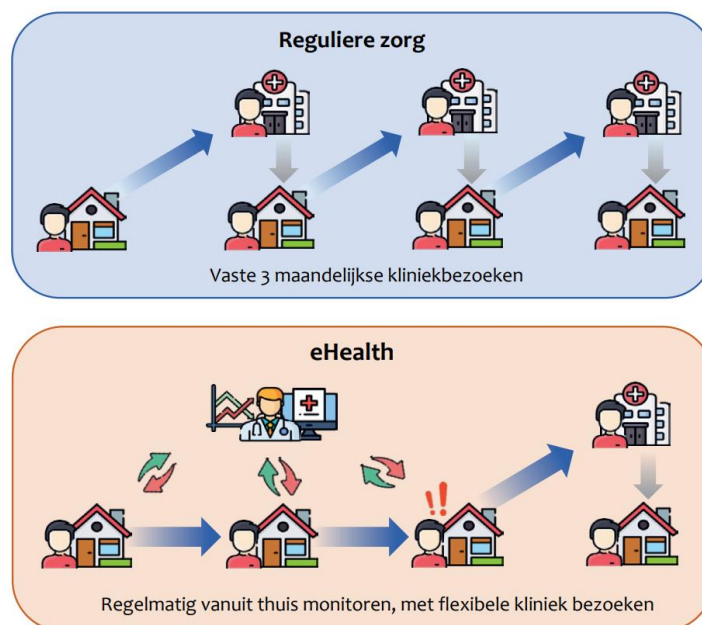 Reguliere zorg
Vaste 3 maandelijkse kliniekbezoeken
eHealth
!!
Regelmatig vanuit thuis monitoren, met flexibele kliniek bezoeken